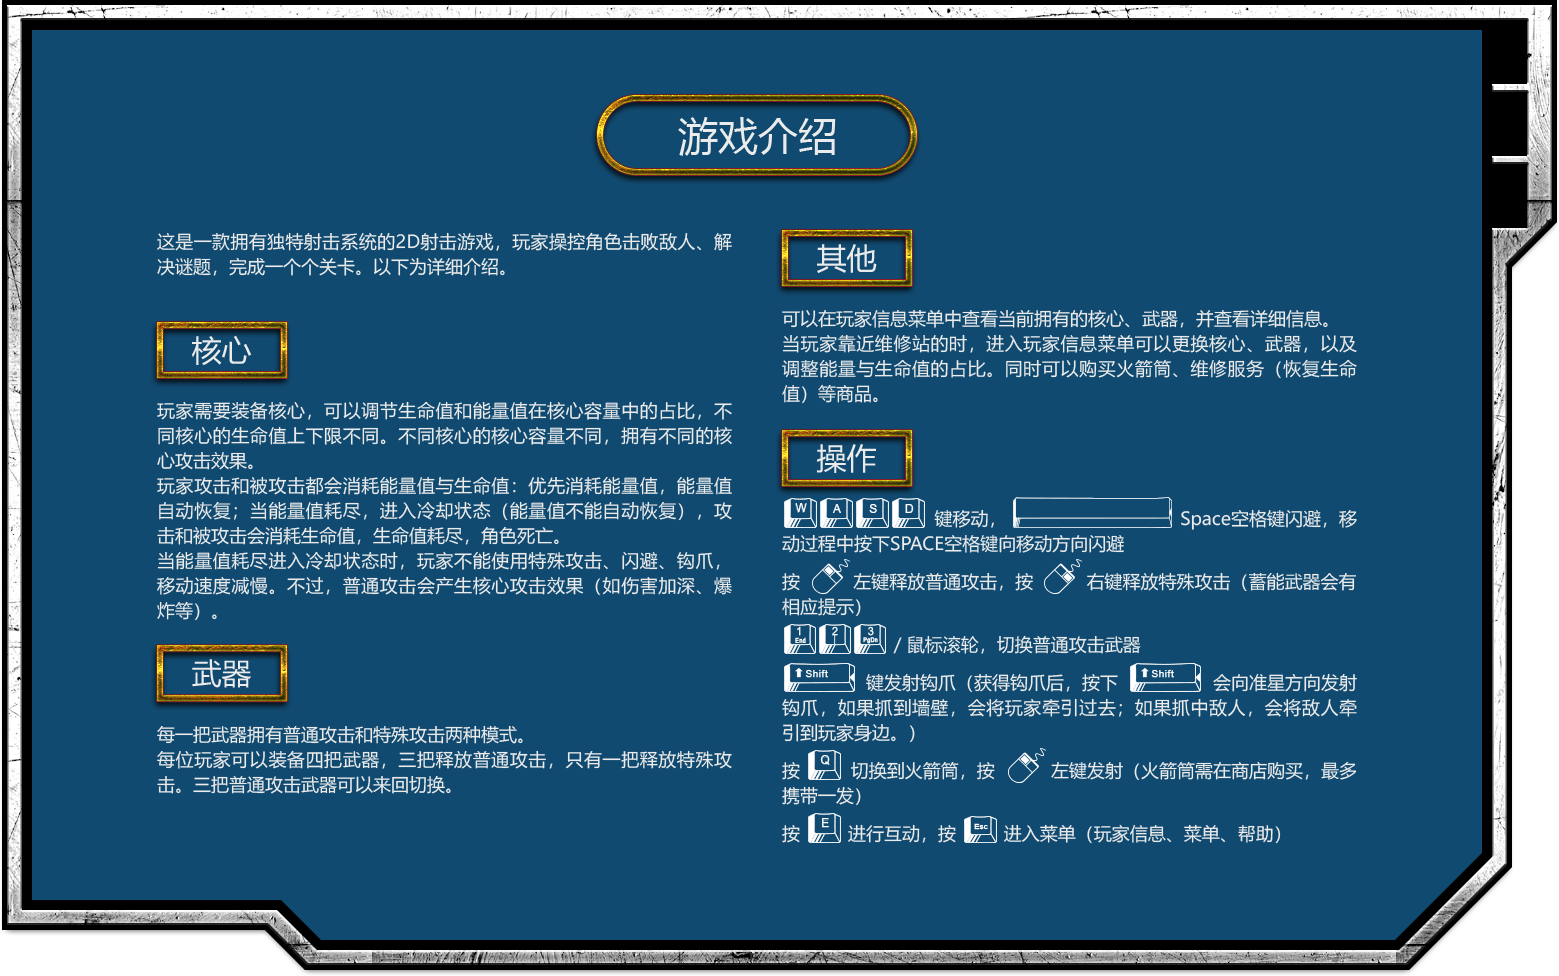 游戏介绍
这是一款拥有独特射击系统的2D射击游戏，玩家操控角色击败敌人、解
决谜题，完成一个个关卡。以下为详细介绍。
核心
玩家需要装备核心，可以调节生命值和能量值在核心容量中的占比，不
同核心的生命值上下限不同。不同核心的核心容量不同，拥有不同的核
心攻击效果。
玩家攻击和被攻击都会消耗能量值与生命值：优先消耗能量值，能量值
自动恢复；当能量值耗尽，进入冷却状态（能量值不能自动恢复），攻
击和被攻击会消耗生命值，生命值耗尽，角色死亡。
当能量值耗尽进入冷却状态时，玩家不能使用特殊攻击、闪避、钩爪，
移动速度减慢。不过，普通攻击会产生核心攻击效果（如伤害加深、爆
炸等）。
武器
每一把武器拥有普通攻击和特殊攻击两种模式。
每位玩家可以装备四把武器，三把释放普通攻击，只有一把释放特殊攻
击。三把普通攻击武器可以来回切换。
其他
可以在玩家信息菜单中查看当前拥有的核心、武器，并查看详细信息。
当玩家靠近维修站的时，进入玩家信息菜单可以更换核心、武器，以及
调整能量与生命值的占比。同时可以购买火箭筒、维修服务（恢复生命
值）等商品。
操作
W A S D 键移动， Space空格键闪避，移
动过程中按下SPACE空格键向移动方向闪避
按 左键释放普通攻击，按 右键释放特殊攻击（蓄能武器会有
相应提示）
1 End 2 ↓ 3 PgDn / 鼠标滚轮，切换普通攻击武器
⬆ Shift 键发射钩爪（获得钩爪后，按下 ⬆ Shift 会向准星方向发射
钩爪，如果抓到墙壁，会将玩家牵引过去；如果抓中敌人，会将敌人牵
引到玩家身边。）
按 Q 切换到火箭筒，按 左键发射（火箭筒需在商店购买，最多
携带一发）
按 E 进行互动，按 Esc 进入菜单（玩家信息、菜单、帮助）